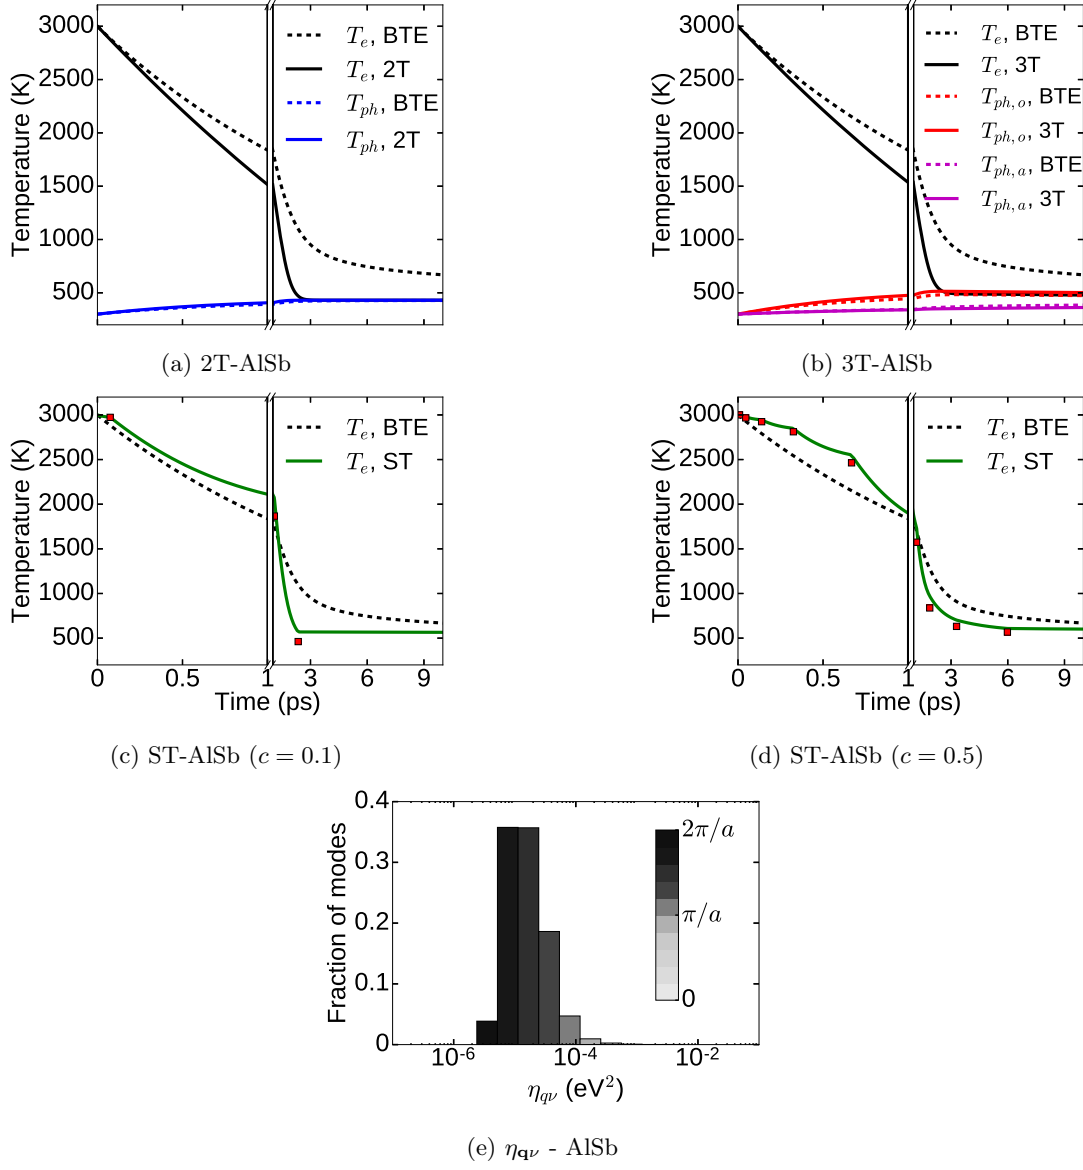 3000
2500
2000
1500
1000
500
Temperature (K)
T_e, BTE
T_e, 2T
T_ph, BTE
T_ph, 2T
(a) 2T-AlSb
3000
2500
2000
1500
1000
500
Temperature (K)
T_e, BTE
T_e, 3T
T_ph,o, BTE
T_ph,o, 3T
T_ph,a, BTE
T_ph,a, 3T
(b) 3T-AlSb
3000
2500
2000
1500
1000
500
Temperature (K)
T_e, BTE
T_e, ST
0 0.5 1 3 6 9
Time (ps)
(c) ST-AlSb (c = 0.1)
3000
2500
2000
1500
1000
500
Temperature (K)
T_e, BTE
T_e, ST
0 0.5 1 3 6 9
Time (ps)
(d) ST-AlSb (c = 0.5)
0.4
0.3
0.2
0.1
0
Fraction of modes
2π/a
π/a
0
10^-6 10^-4 10^-2
η_qν (eV²)
(e) η_qν - AlSb